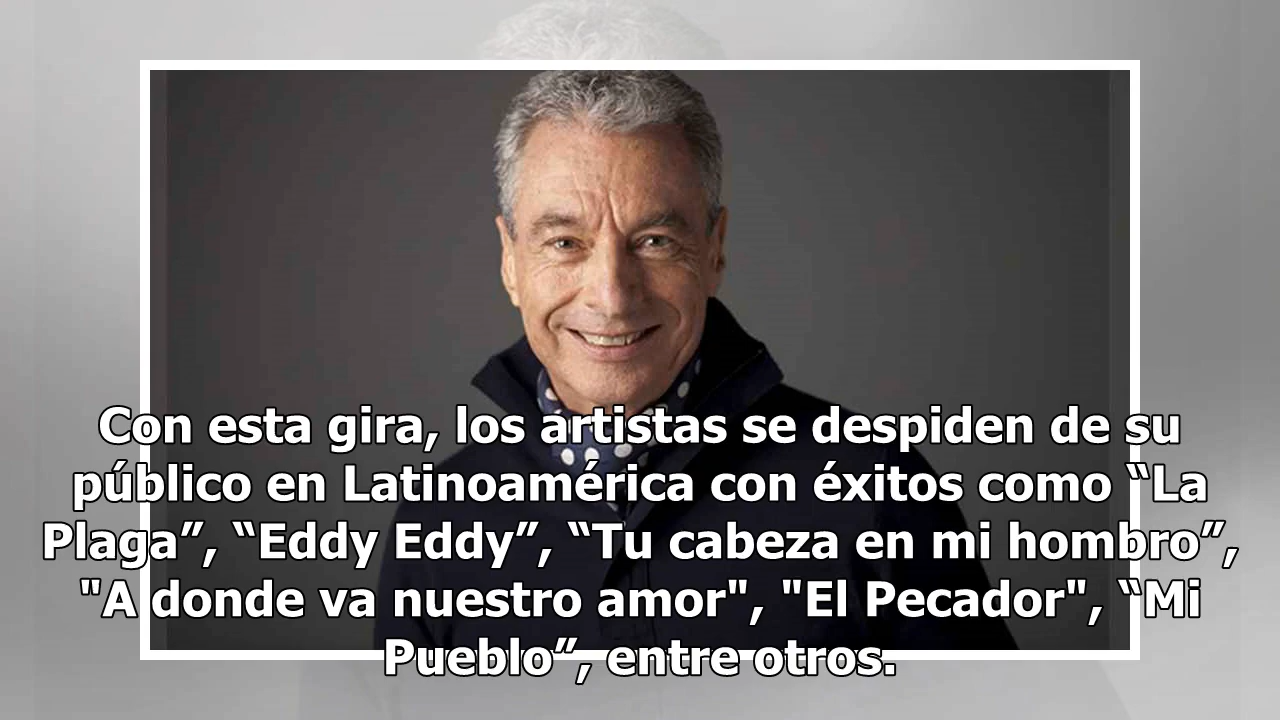 Con esta gira, los artistas se despiden de su
público en Latinoamérica con éxitos como “La
Plaga”, “Eddy Eddy”, “Tu cabeza en mi hombro”,
"A donde va nuestro amor", "El Pecador", “Mi
Pueblo”, entre otros.